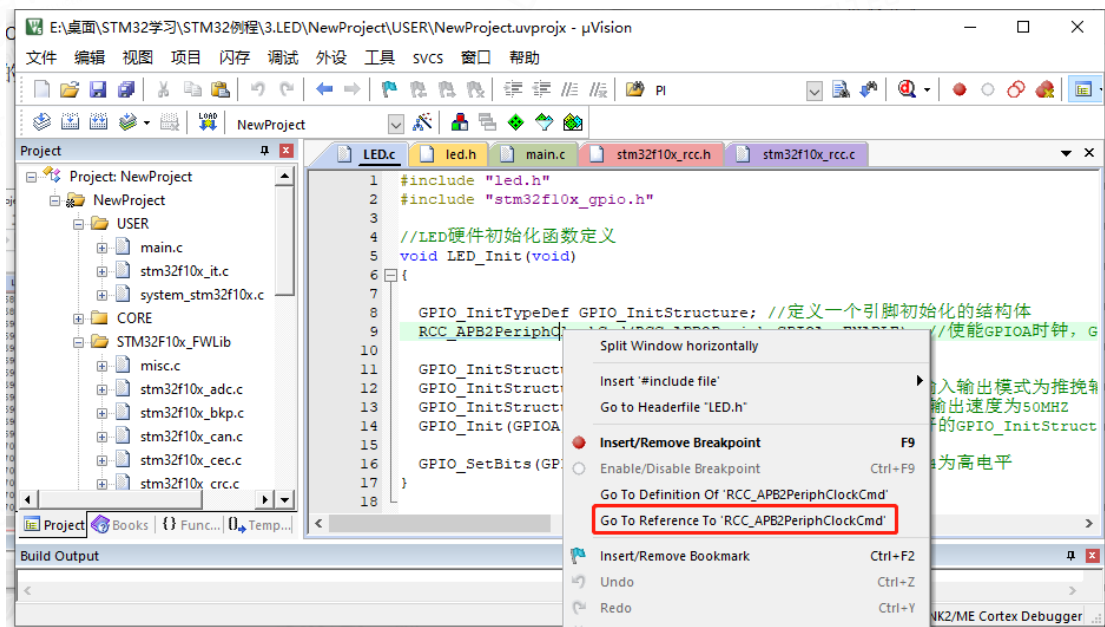 E:\桌面\STM32学习\STM32例程\3.LED\NewProject\USER\NewProject.uvprojx - µVision
文件 编辑 视图 项目 闪存 调试 外设 工具 SVCS 窗口 帮助
PI
LOAD
NewProject
Project
LED.c led.h main.c stm32f10x_rcc.h stm32f10x_rcc.c
Project: NewProject
NewProject
USER
main.c
stm32f10x_it.c
system_stm32f10x.c
CORE
STM32F10x_FWLib
misc.c
stm32f10x_adc.c
stm32f10x_bkp.c
stm32f10x_can.c
stm32f10x_cec.c
stm32f10x_crc.c
Project Books {} Func... Temp...
1 #include "led.h"
2 #include "stm32f10x_gpio.h"
3
4 //LED硬件初始化函数定义
5 void LED_Init(void)
6 {
7
8 GPIO_InitTypeDef GPIO_InitStructure; //定义一个引脚初始化的结构体
9 RCC_APB2PeriphC //使能GPIOA时钟, G
10
11 GPIO_InitStruct
12 GPIO_InitStruct 输入输出模式为推挽
13 GPIO_InitStruct 输出速度为50MHZ
14 GPIO_Init(GPIOA 的GPIO_InitStruct
15
16 GPIO_SetBits(GP 为高电平
17 }
18
Split Window horizontally
Insert '#include file'
Go to Headerfile "LED.h"
Insert/Remove Breakpoint F9
Enable/Disable Breakpoint Ctrl+F9
Go To Definition Of 'RCC_APB2PeriphClockCmd'
Go To Reference To 'RCC_APB2PeriphClockCmd'
Insert/Remove Bookmark Ctrl+F2
Undo Ctrl+Z
Redo Ctrl+Y
Build Output
NK2/ME Cortex Debugger